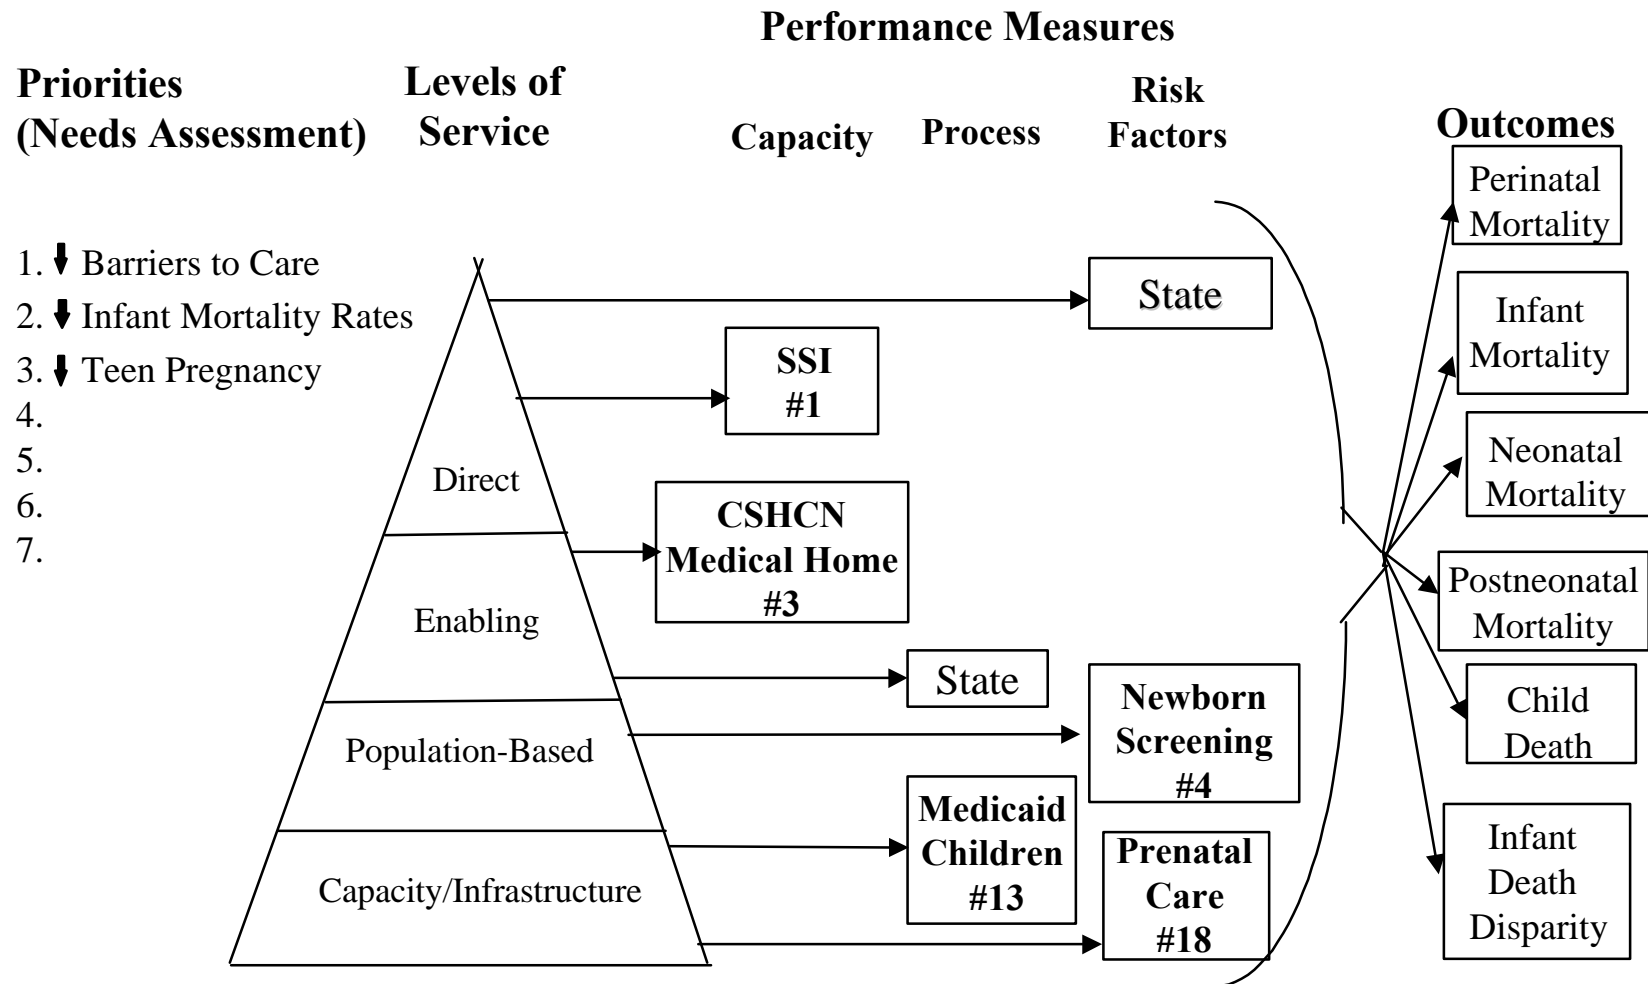 Performance Measures
Priorities
(Needs Assessment)
Levels of
Service
Capacity
Process
Risk
Factors
Outcomes
1. Barriers to Care
2. Infant Mortality Rates
3. Teen Pregnancy
4.
5.
6.
7.
Direct
Enabling
Population-Based
Capacity/Infrastructure
State
SSI
#1
CSHCN
Medical Home
#3
State
Newborn
Screening
#4
Medicaid
Children
#13
Prenatal
Care
#18
Perinatal
Mortality
Infant
Mortality
Neonatal
Mortality
Postneonatal
Mortality
Child
Death
Infant
Death
Disparity